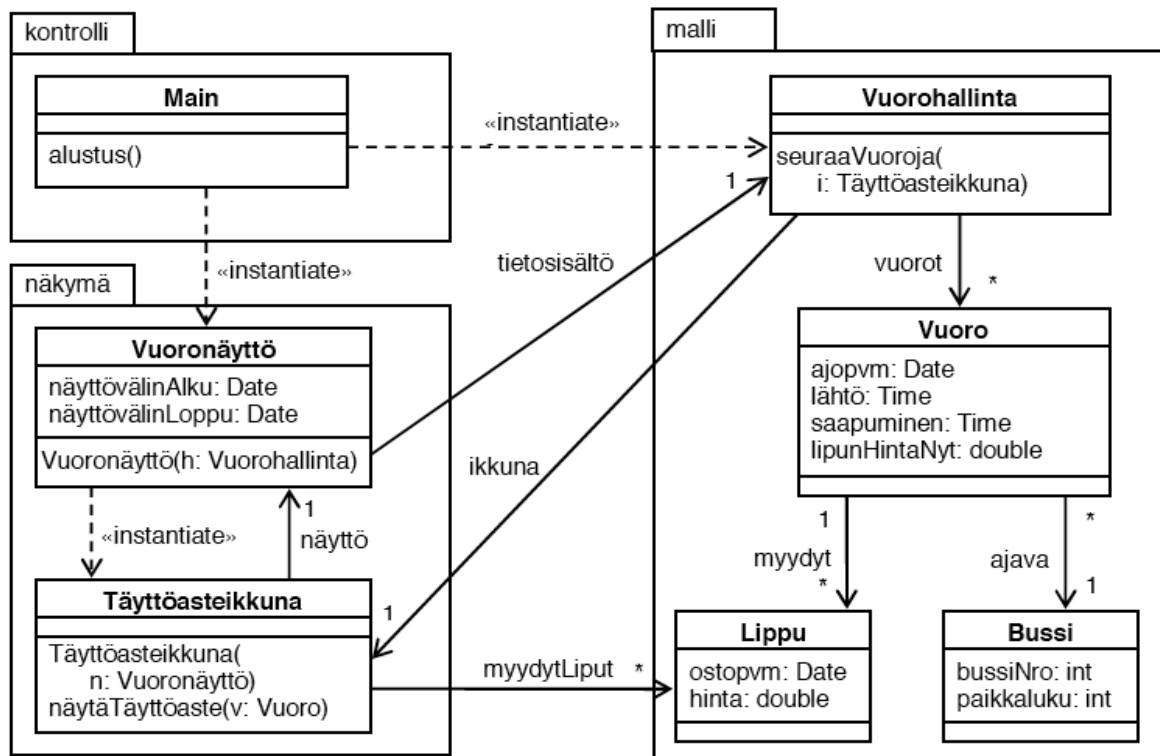 kontrolli
Main
alustus()
«instantiate»
«instantiate»
malli
Vuorohallinta
seuraaVuoroja(
i: Täyttöasteikkuna)
1
tietosisältö
vuorot
*
Vuoro
ajopvm: Date
lähtö: Time
saapuminen: Time
lipunHintaNyt: double
näkymä
Vuoronäyttö
näyttövälinAlku: Date
näyttövälinLoppu: Date
Vuoronäyttö(h: Vuorohallinta)
ikkuna
1
«instantiate»
1
näyttö
Täyttöasteikkuna
Täyttöasteikkuna(
n: Vuoronäyttö)
näytäTäyttöaste(v: Vuoro)
myydytLiput
*
1
myydyt
*
*
ajava
1
Lippu
ostopvm: Date
hinta: double
Bussi
bussiNro: int
paikkaluku: int